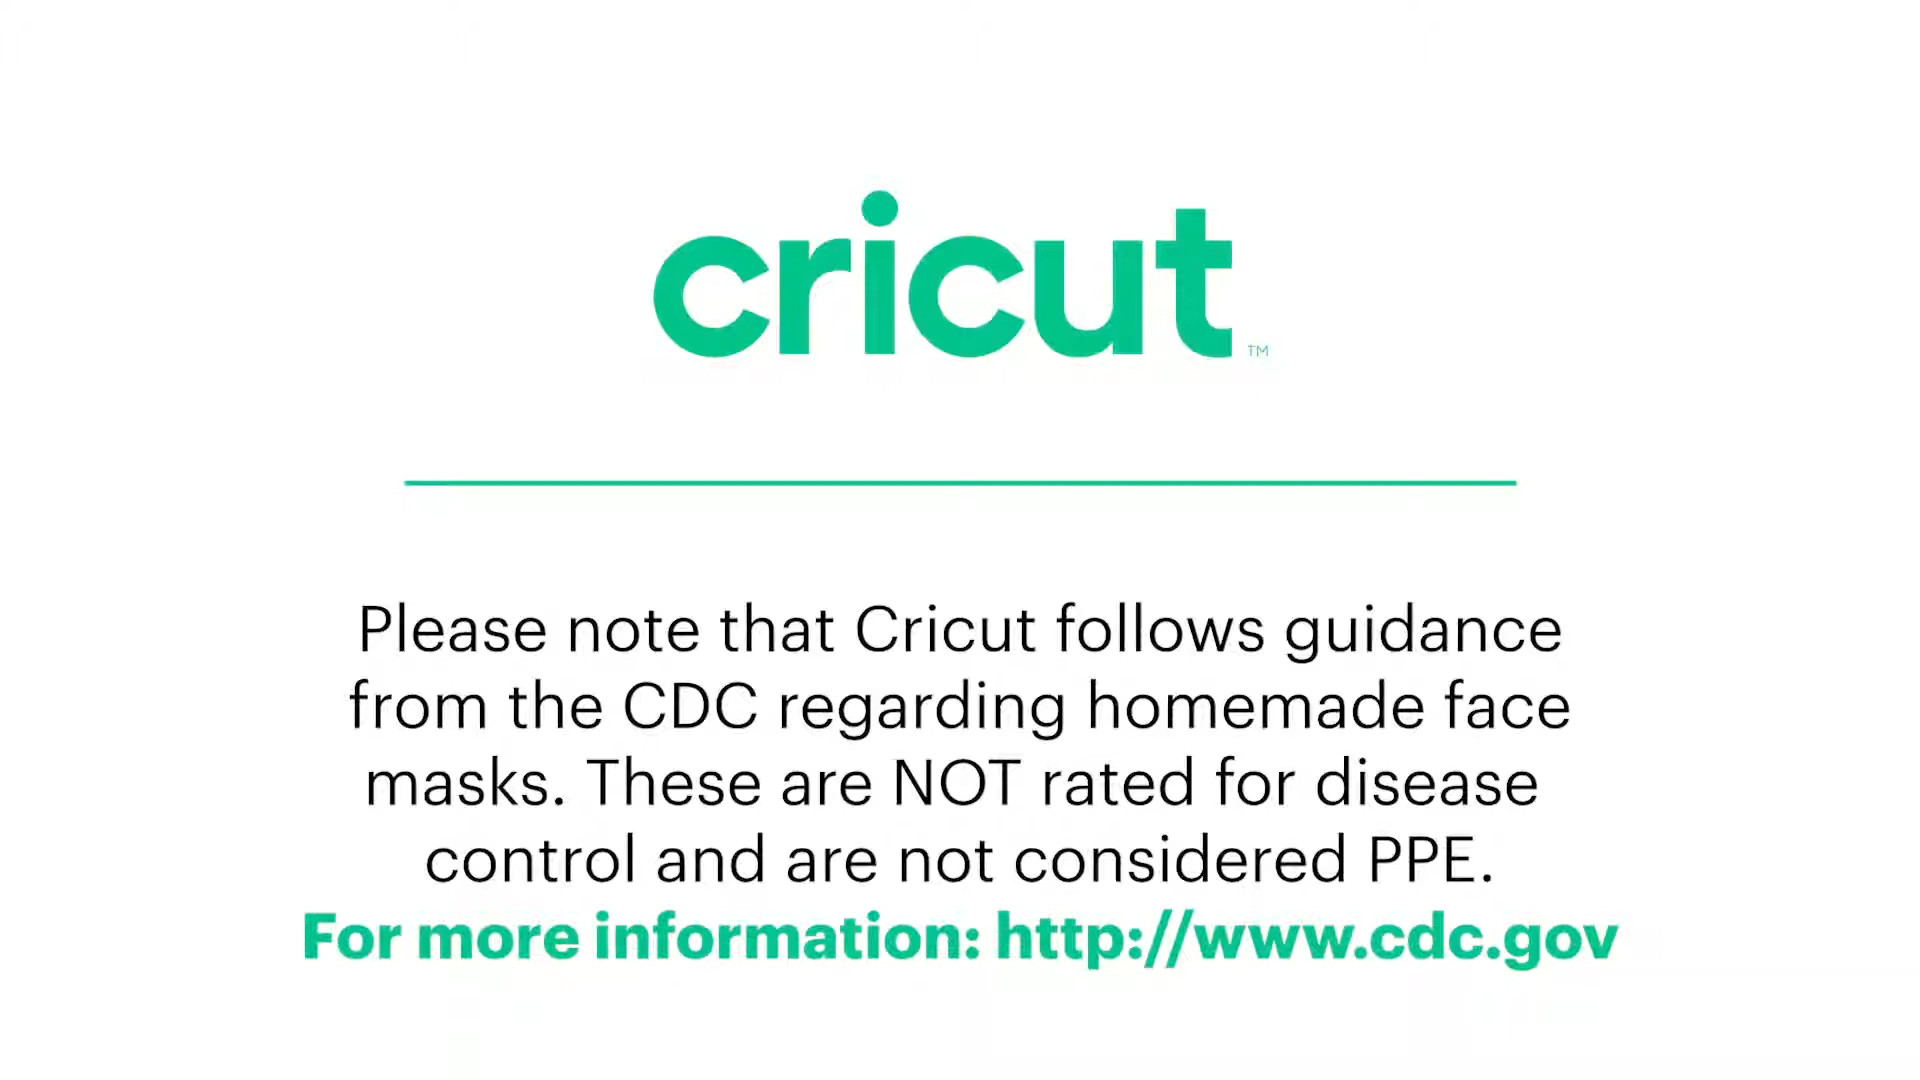 cricut™
Please note that Cricut follows guidance
from the CDC regarding homemade face
masks. These are NOT rated for disease
control and are not considered PPE.
For more information: http://www.cdc.gov